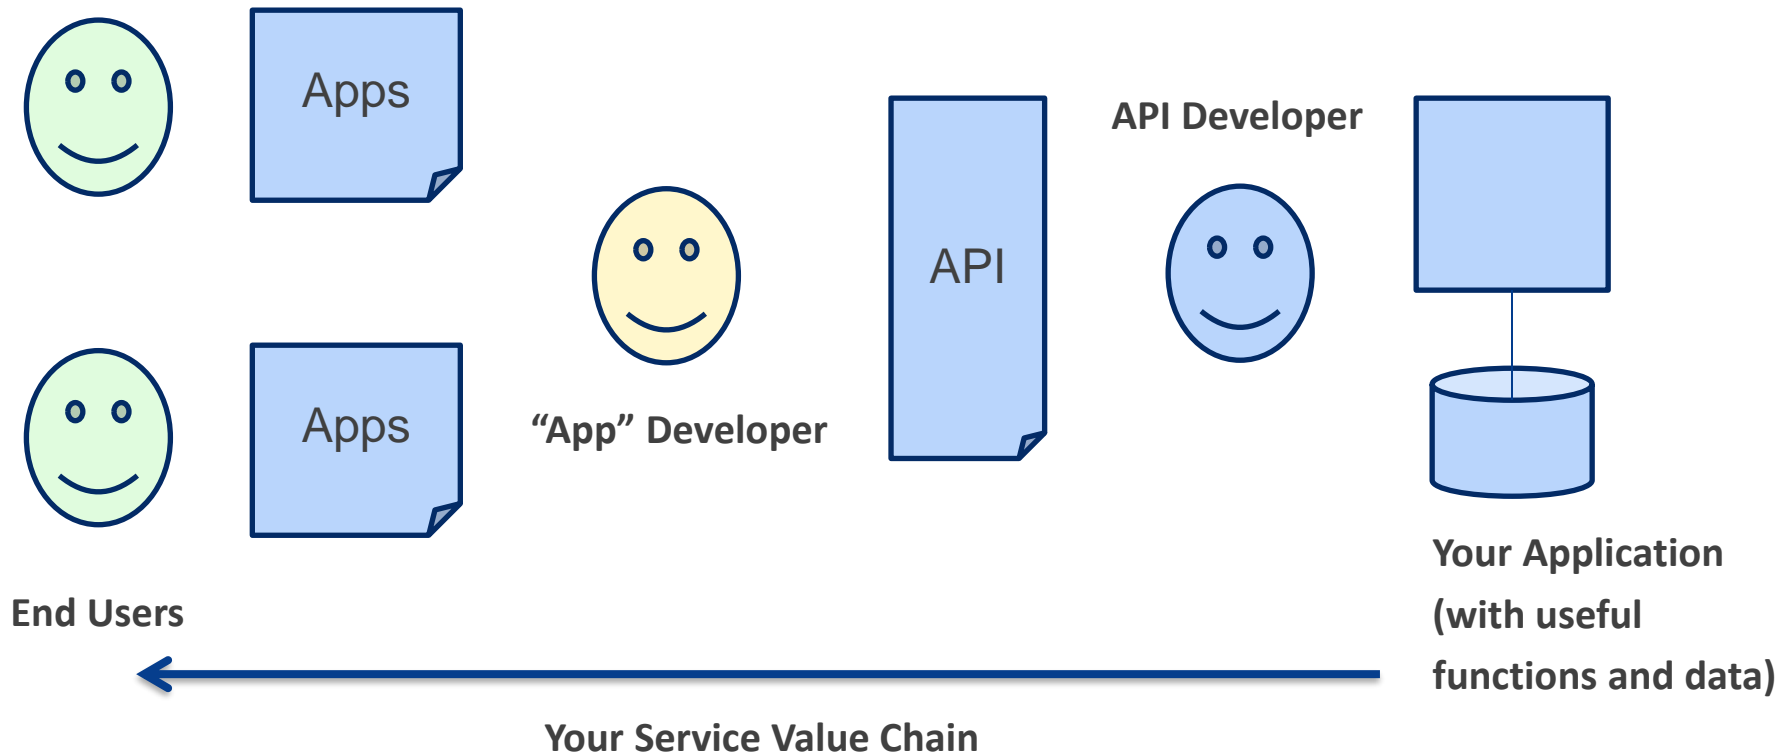 Apps
API Developer
API
Apps
“App” Developer
Your Application
(with useful
functions and data)
End Users
Your Service Value Chain